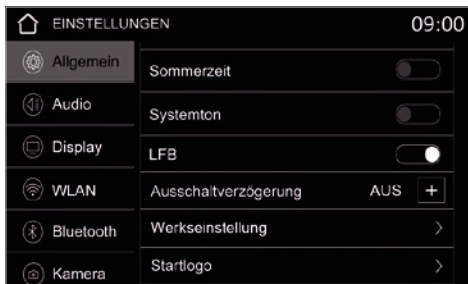 EINSTELLUNGEN 09:00
Allgemein
Audio
Display
WLAN
Bluetooth
Kamera
Sommerzeit
Systemton
LFB
Ausschaltverzögerung AUS +
Werkseinstellung
Startlogo